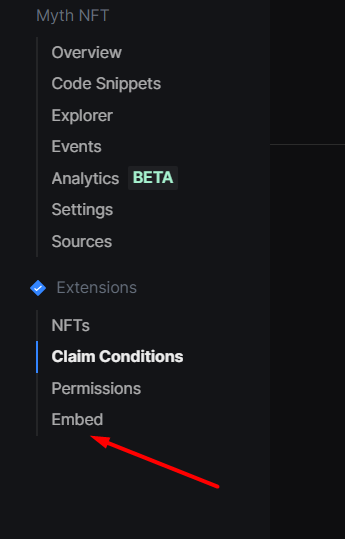 Myth NFT
Overview
Code Snippets
Explorer
Events
Analytics BETA
Settings
Sources
Extensions
NFTs
Claim Conditions
Permissions
Embed